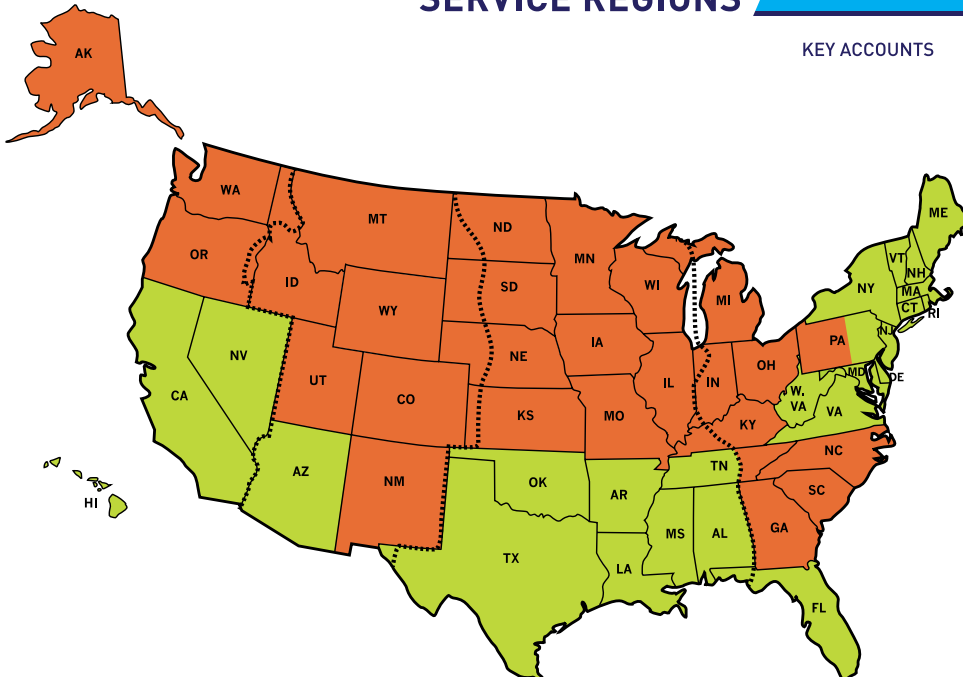 SERVICE REGIONS
KEY ACCOUNTS
AK
WA
MT
ND
MN
ME
OR
ID
SD
WI
MI
VT
NH
NY
MA
CT
RI
WY
NE
IA
PA
NJ
NV
UT
CO
KS
MO
IL
IN
OH
MD
DE
W.
VA
VA
CA
KY
AZ
NM
OK
AR
TN
NC
SC
HI
TX
LA
MS
AL
GA
FL